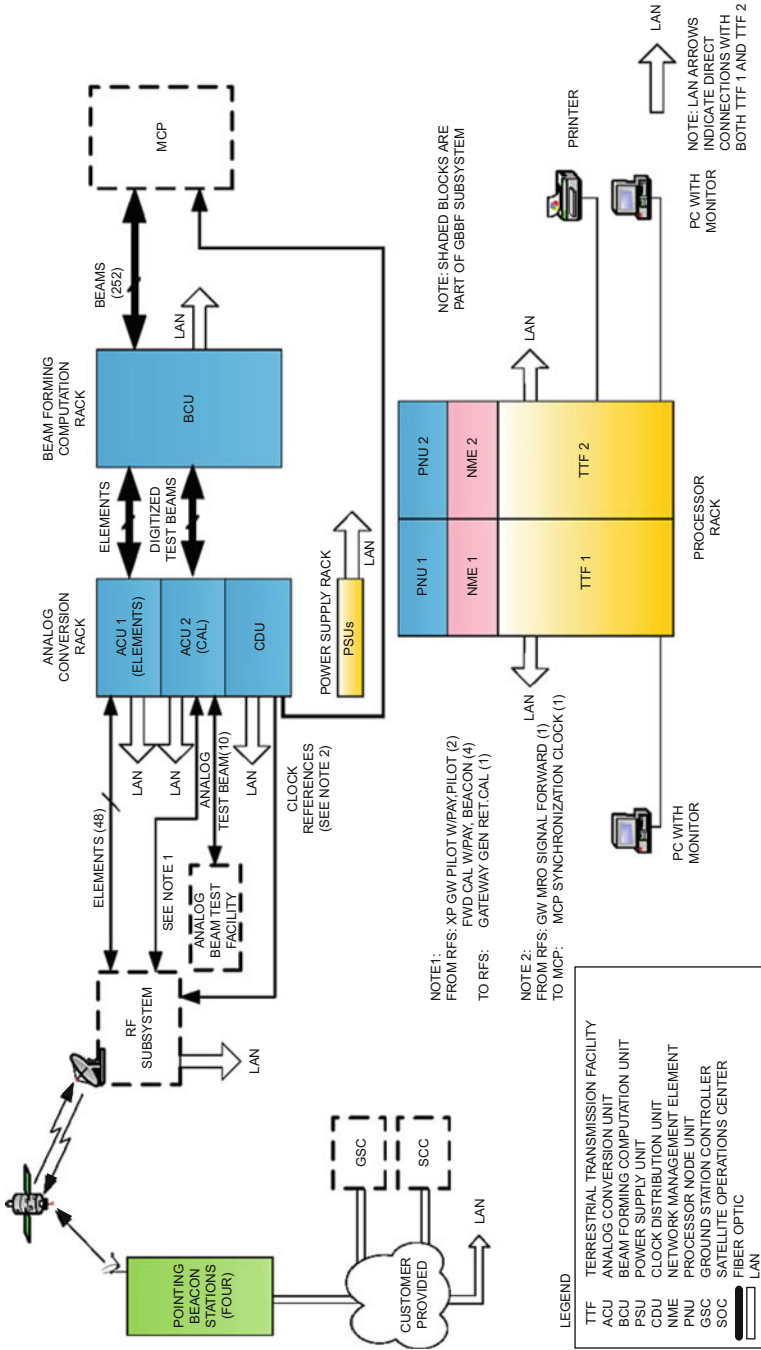 BEAM FORMING
COMPUTATION
RACK
BCU
BEAMS
(252)
MCP
LAN
ELEMENTS
DIGITIZED
TEST BEAMS
ANALOG
CONVERSION
RACK
ACU 1
(ELEMENTS)
ACU 2
(CAL)
CDU
LAN
LAN
LAN
ELEMENTS (48)
SEE NOTE 1
ANALOG
TEST BEAM(10)
ANALOG
BEAM TEST
FACILITY
CLOCK
REFERENCES
(SEE NOTE 2)
RF
SUBSYSTEM
LAN
POWER SUPPLY RACK
PSUs
LAN
POINTING
BEACON
STATIONS
(FOUR)
CUSTOMER
PROVIDED
GSC
SCC
LAN
NOTE: SHADED BLOCKS ARE
PART OF GBBF SUBSYSTEM
PNU 1
PNU 2
NME 1
NME 2
TTF 1
TTF 2
PROCESSOR
RACK
LAN
LAN
PRINTER
PC WITH
MONITOR
PC WITH
MONITOR
LAN
NOTE: LAN ARROWS
INDICATE DIRECT
CONNECTIONS WITH
BOTH TTF 1 AND TTF 2
NOTE1:
FROM RFS: XP GW PILOT W/PAY,PILOT (2)
FWD CAL W/PAY, BEACON (4)
TO RFS: GATEWAY GEN RET.CAL (1)
NOTE 2:
FROM RFS: GW MRO SIGNAL FORWARD (1)
TO MCP: MCP SYNCHRONIZATION CLOCK (1)
LEGEND
TTF TERRESTRIAL TRANSMISSION FACILITY
ACU ANALOG CONVERSION UNIT
BCU BEAM FORMING COMPUTATION UNIT
PSU POWER SUPPLY UNIT
CDU CLOCK DISTRIBUTION UNIT
NME NETWORK MANAGEMENT ELEMENT
PNU PROCESSOR NODE UNIT
GSC GROUND STATION CONTROLLER
SOC SATELLITE OPERATIONS CENTER
FIBER OPTIC
LAN